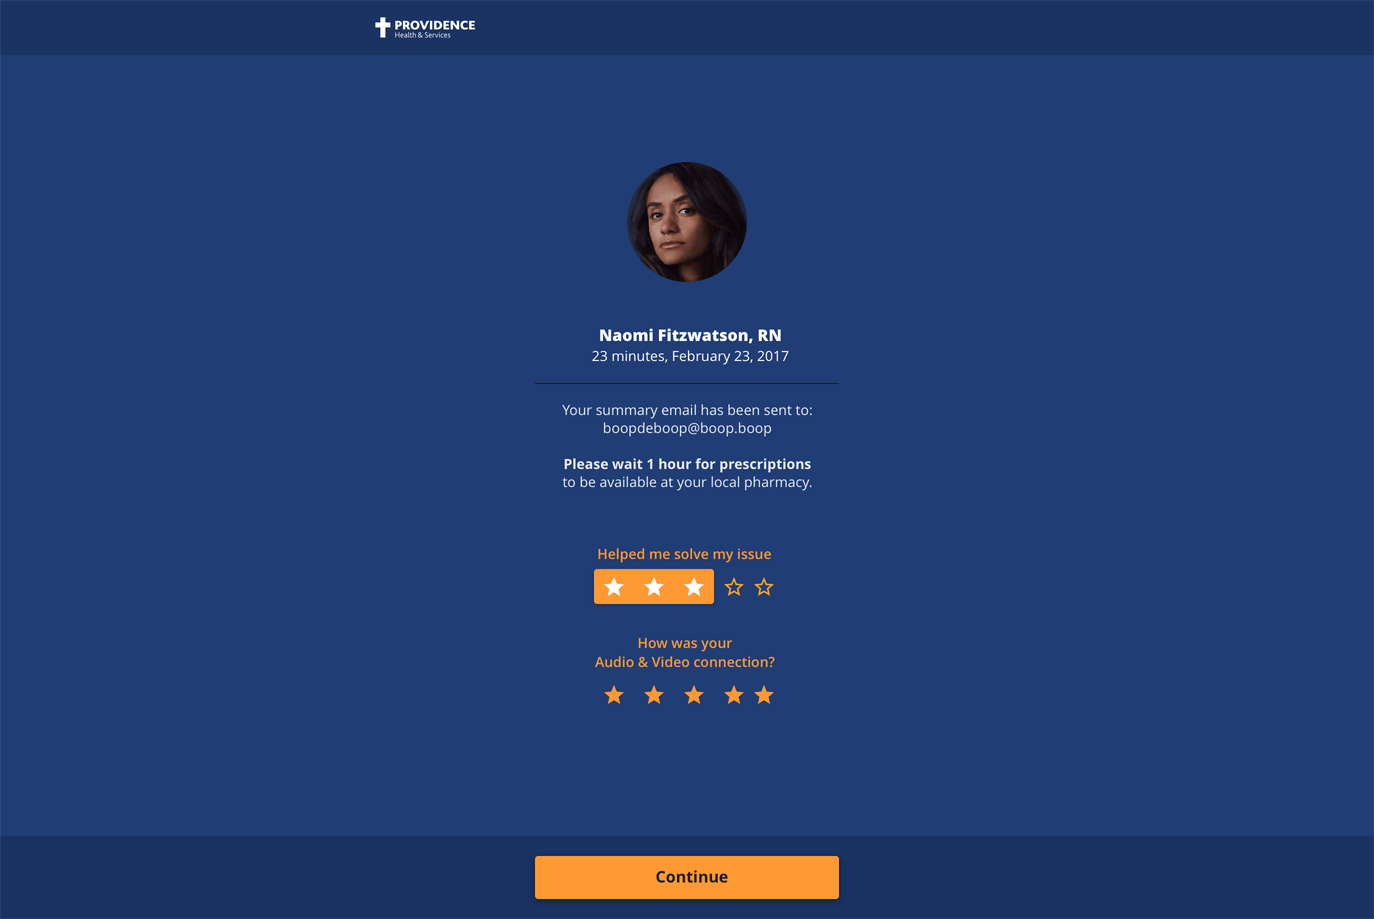 PROVIDENCE
Health & Services
Naomi Fitzwatson, RN
23 minutes, February 23, 2017
Your summary email has been sent to:
boopdeboop@boop.boop
Please wait 1 hour for prescriptions
to be available at your local pharmacy.
Helped me solve my issue
How was your
Audio & Video connection?
Continue